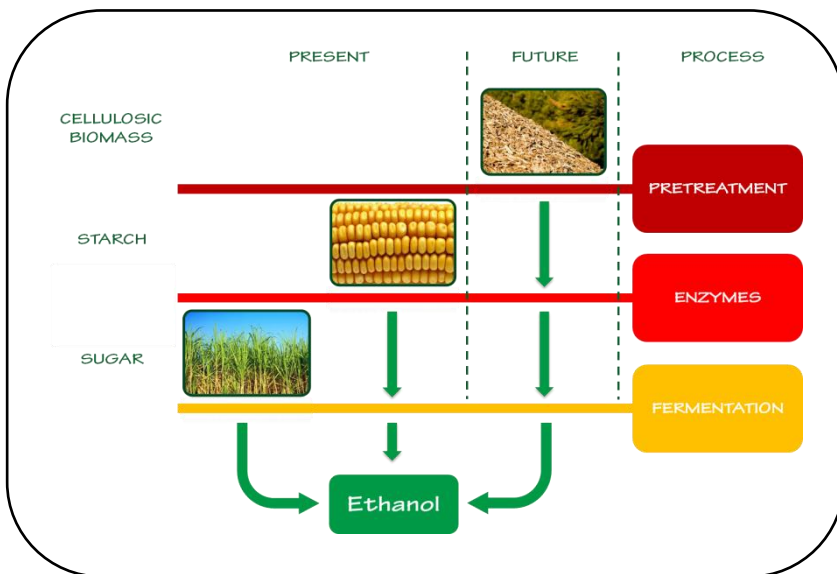 PRESENT
FUTURE
PROCESS
CELLULOSIC
BIOMASS
PRETREATMENT
STARCH
ENZYMES
SUGAR
FERMENTATION
Ethanol